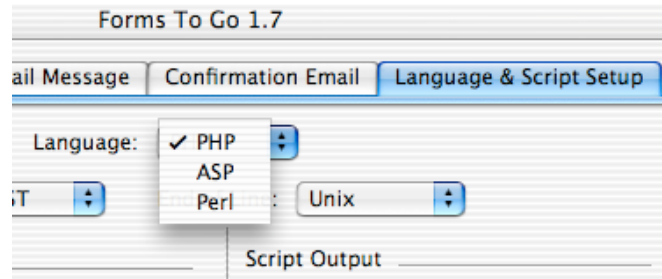 Forms To Go 1.7
ail Message Confirmation Email Language & Script Setup
Language: ✓ PHP
ASP
ST Perl : Unix
Script Output